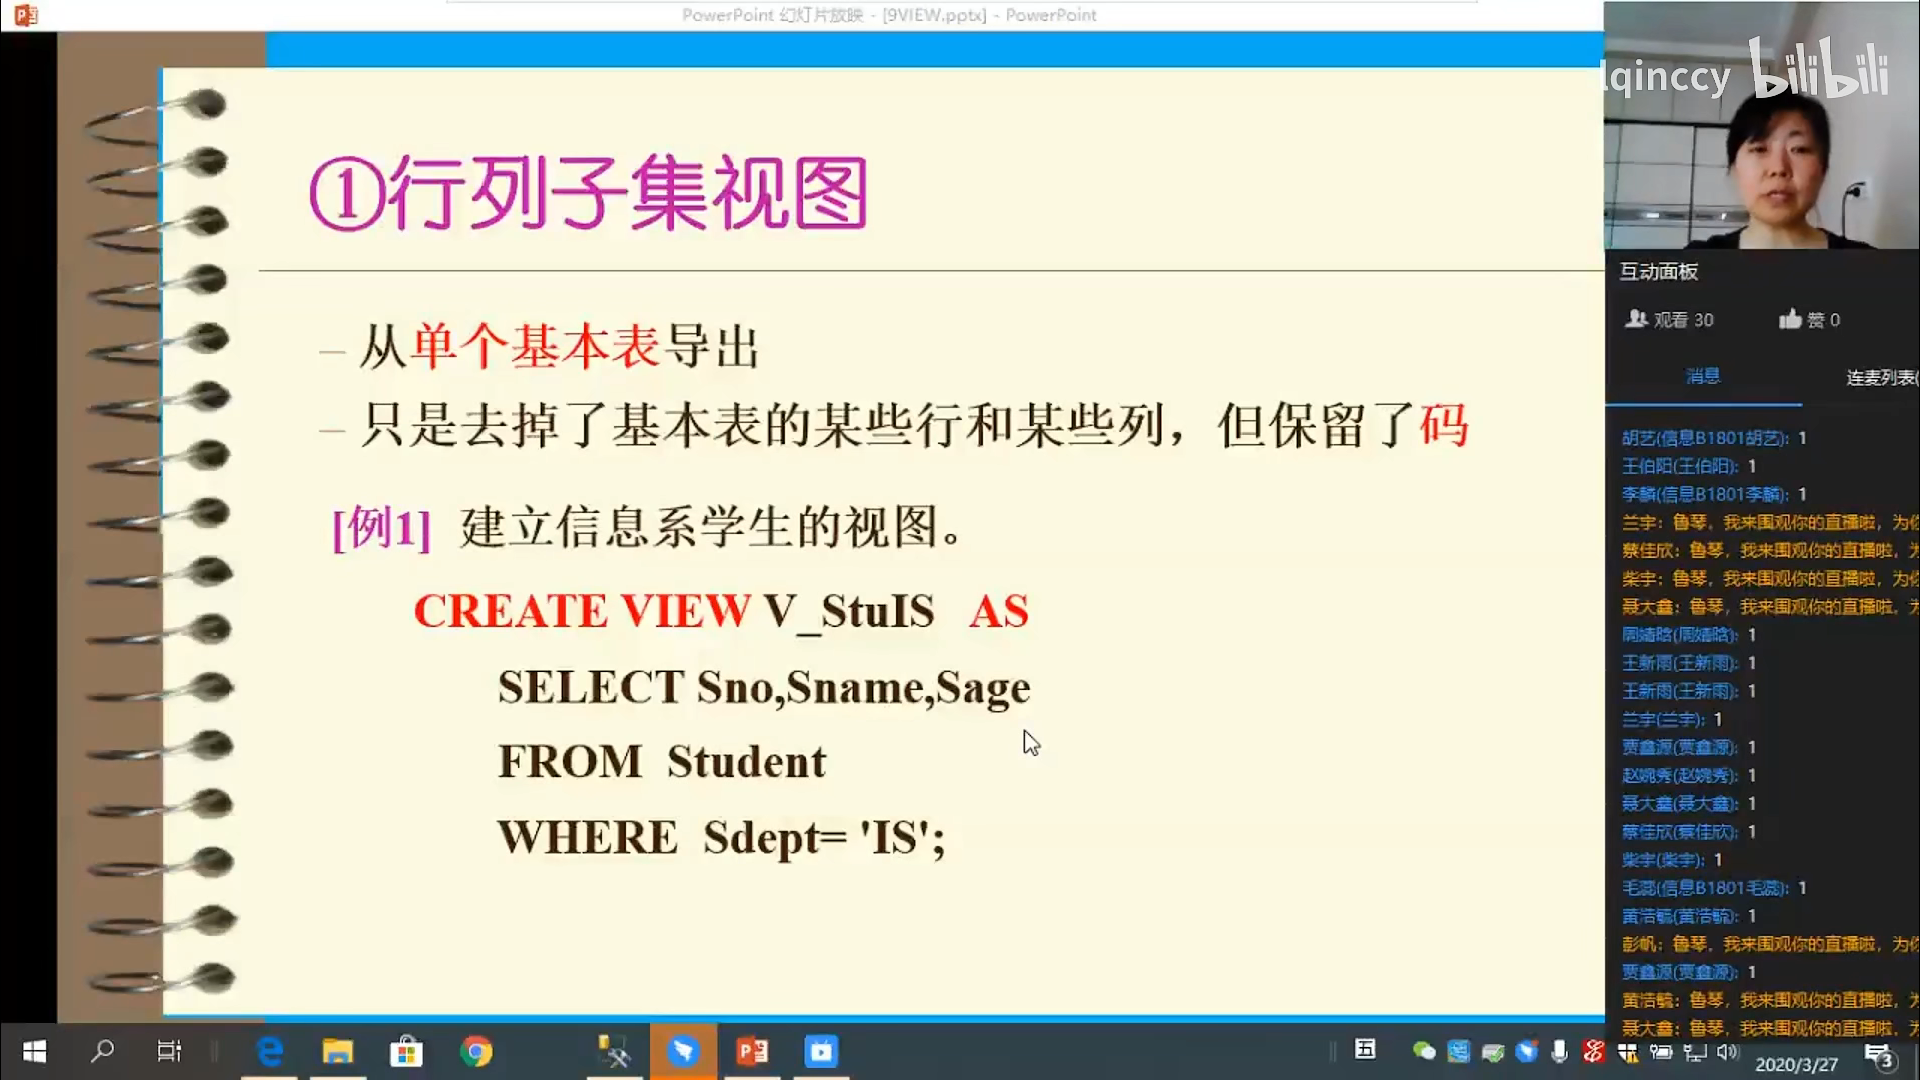 PowerPoint 幻灯片放映 - [9VIEW.pptx] - PowerPoint
lqinccy bilibili
①行列子集视图
– 从单个基本表导出
– 只是去掉了基本表的某些行和某些列，但保留了码
[例1] 建立信息系学生的视图。
CREATE VIEW V_StuIS AS
SELECT Sno,Sname,Sage
FROM Student
WHERE Sdept= 'IS';
互动面板
观看 30 赞 0
消息 连麦列表(
胡艺(信息B1801胡艺): 1
王伯阳(王伯阳): 1
李麟(信息B1801李麟): 1
兰宇: 鲁琴，我来围观你的直播啦，为你
蔡佳欣: 鲁琴，我来围观你的直播啦，为
柴宇: 鲁琴，我来围观你的直播啦，为你
聂大鑫: 鲁琴，我来围观你的直播啦，为
周婧晗(周婧晗): 1
王新雨(王新雨): 1
王新雨(王新雨): 1
兰宇(兰宇): 1
贾鑫源(贾鑫源): 1
赵婉秀(赵婉秀): 1
聂大鑫(聂大鑫): 1
蔡佳欣(蔡佳欣): 1
柴宇(柴宇): 1
毛蕊(信息B1801毛蕊): 1
黄浩毓(黄浩毓): 1
彭帆: 鲁琴，我来围观你的直播啦，为你
贾鑫源(贾鑫源): 1
黄浩毓: 鲁琴，我来围观你的直播啦，为
聂大鑫: 鲁琴，我来围观你的直播啦，为
五
2020/3/27
3